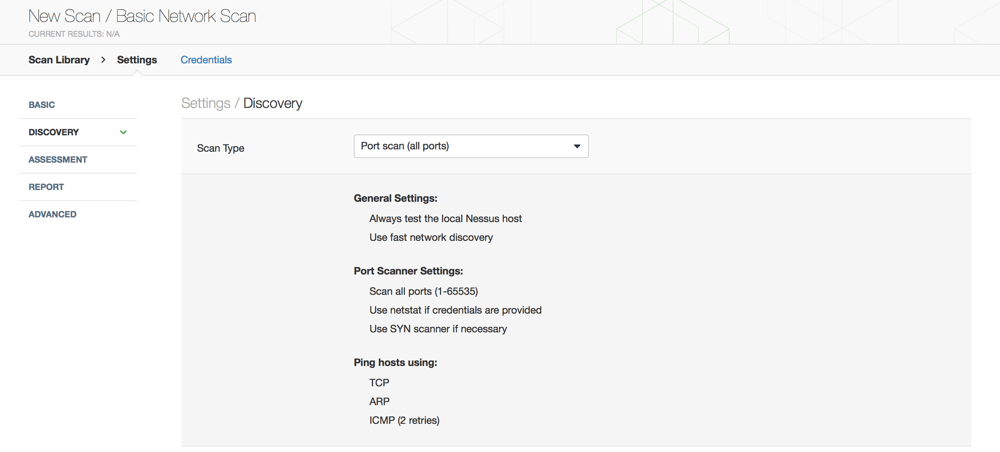 New Scan / Basic Network Scan
CURRENT RESULTS: N/A
Scan Library > Settings Credentials
BASIC
DISCOVERY
ASSESSMENT
REPORT
ADVANCED
Settings / Discovery
Scan Type Port scan (all ports)
General Settings:
Always test the local Nessus host
Use fast network discovery
Port Scanner Settings:
Scan all ports (1-65535)
Use netstat if credentials are provided
Use SYN scanner if necessary
Ping hosts using:
TCP
ARP
ICMP (2 retries)